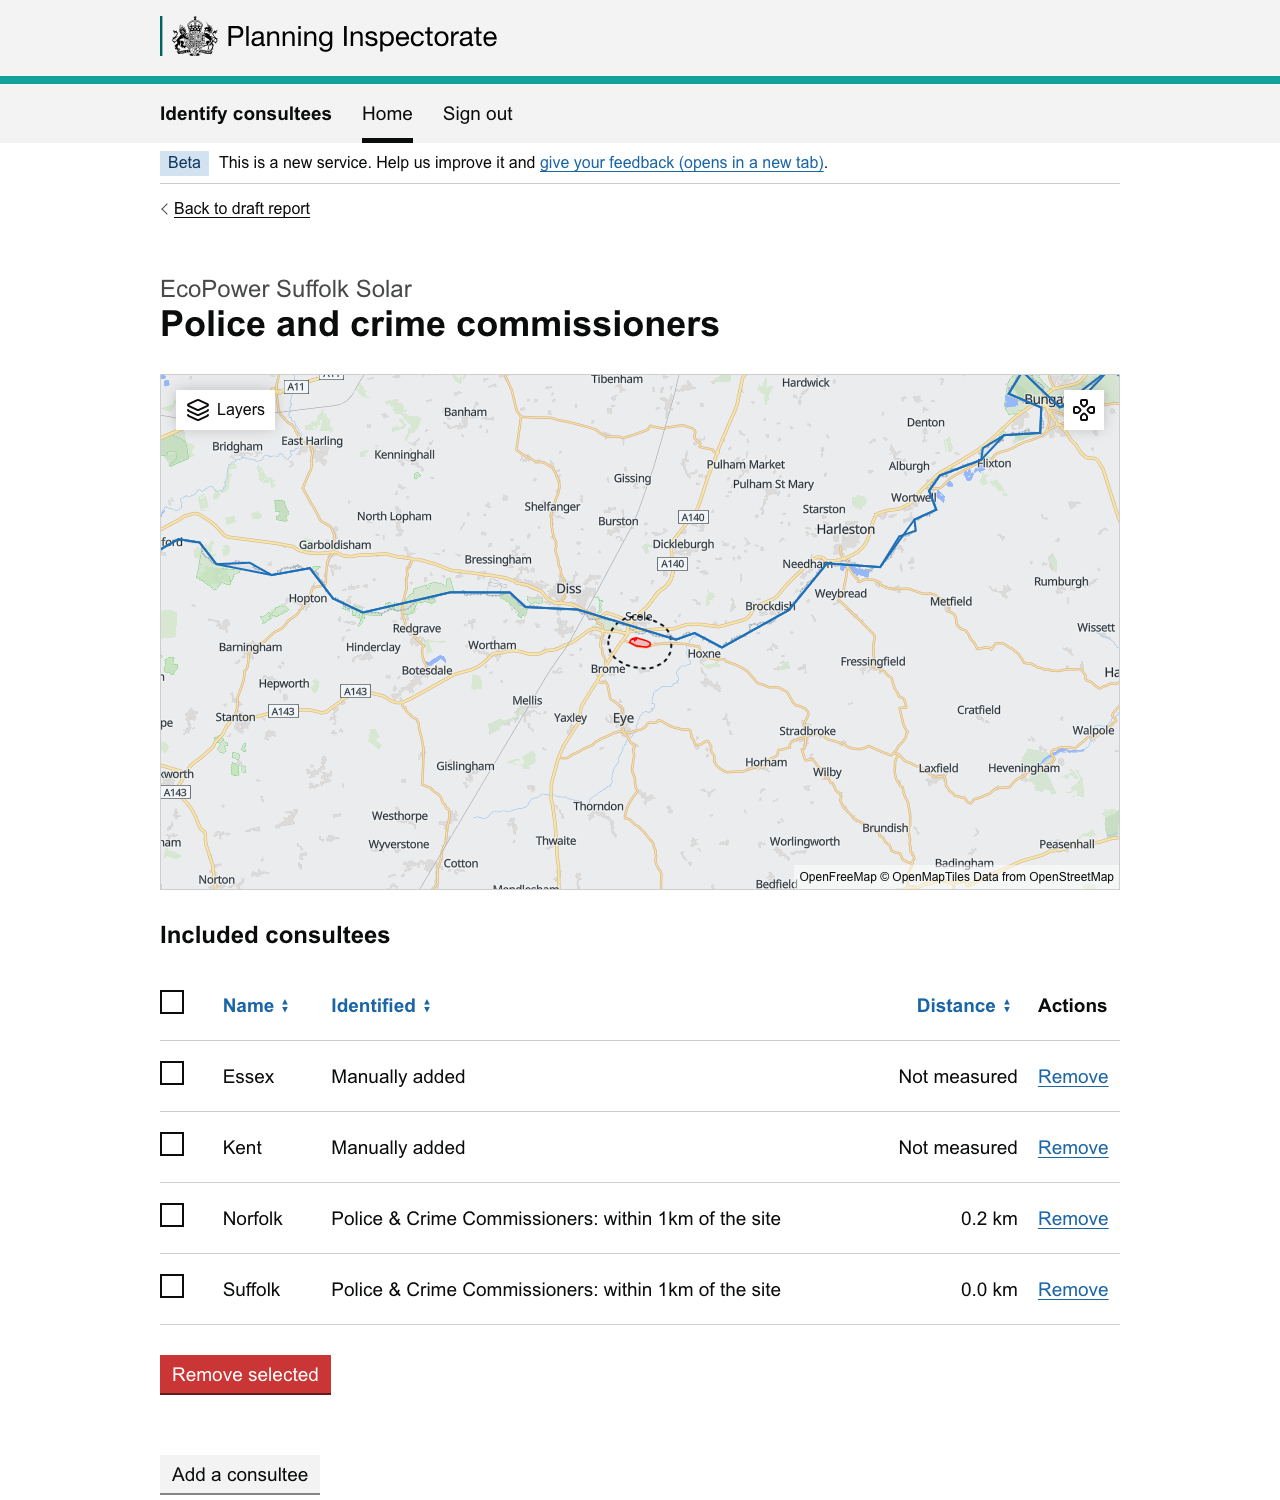 Planning Inspectorate
Identify consultees Home Sign out
Beta This is a new service. Help us improve it and give your feedback (opens in a new tab).
Back to draft report
EcoPower Suffolk Solar
Police and crime commissioners
Tibenham
Hardwick
A11
Layers
Banham
Denton
Bridgham
East Harling
Kenninghall
Gissing
Pulham Market
Alburgh
Flixton
Pulham St Mary
Wortwell
Shelfanger
Starston
North Lopham
Burston
A140
Harleston
Garboldisham
Dickleburgh
Bressingham
A140
Needham
Diss
Rumburgh
Hopton
Weybread
Metfield
Brockdish
Scole
Redgrave
Wissett
Barningham
Hinderclay
Wortham
Hoxne
Fressingfield
Botesdale
Brome
Hepworth
A143
Mellis
A143
Stanton
Yaxley
Eye
Cratfield
Stradbroke
Walpole
Gislingham
Horham
Wilby
Laxfield
Heveningham
A143
Thorndon
Westhorpe
Brundish
Wyverstone
Thwaite
Worlingworth
Peasenhall
Cotton
Badingham
Norton
OpenFreeMap © OpenMapTiles Data from OpenStreetMap
Included consultees
Name Identified Distance Actions
Essex Manually added Not measured Remove
Kent Manually added Not measured Remove
Norfolk Police & Crime Commissioners: within 1km of the site 0.2 km Remove
Suffolk Police & Crime Commissioners: within 1km of the site 0.0 km Remove
Remove selected
Add a consultee